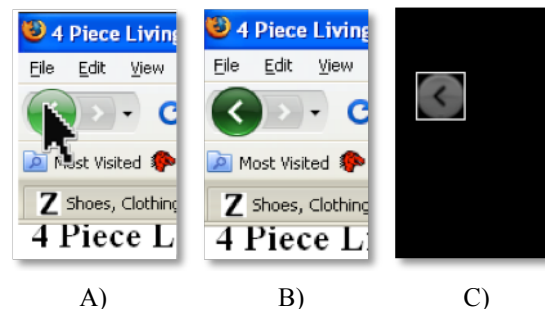 4 Piece Living
File Edit View
Most Visited
Z Shoes, Clothing
4 Piece L
4 Piece Living
File Edit View
Most Visited
Z Shoes, Clothing
4 Piece Li
A) B) C)